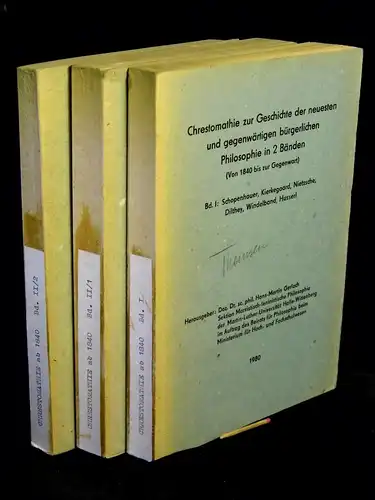 Chrestomathie zur Geschichte der neuesten
und gegenwärtigen bürgerlichen
Philosophie in 2 Bänden
(Von 1840 bis zur Gegenwart)
Bd. I: Schopenhauer, Kierkegaard, Nietzsche,
Dilthey, Windelband, Husserl
Herausgeber: Doz. Dr. sc. phil. Hans-Martin Gerlach
Sektion Marxistisch-leninistische Philosophie
der Martin-Luther-Universität Halle-Wittenberg
im Auftrag des Beirats für Philosophie beim
Ministerium für Hoch- und Fachschulwesen
1980
CHRESTOMATHIE ab 1840 Bd. II/2
CHRESTOMATHIE ab 1840 Bd. II/1
CHRESTOMATHIE ab 1840 Bd. I